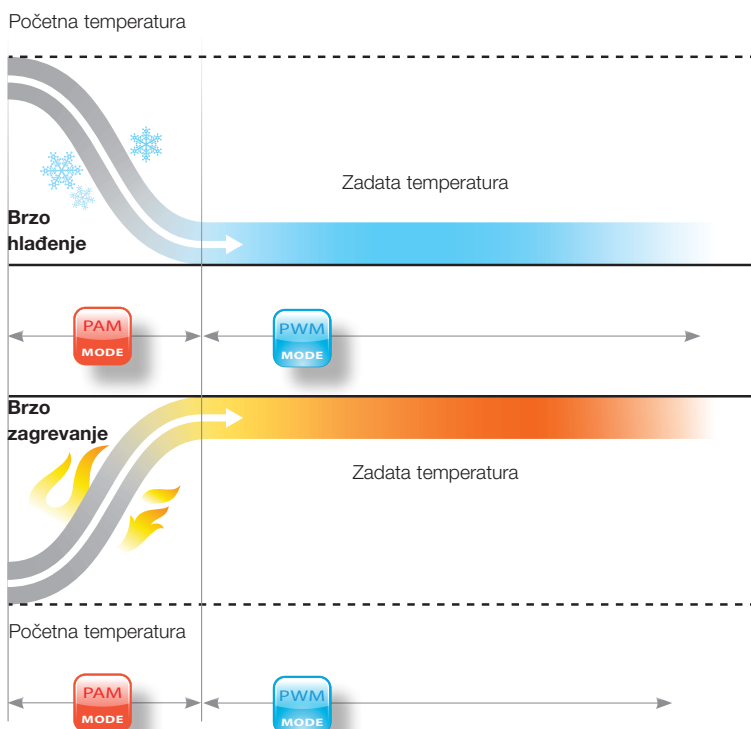 Početna temperatura
Zadata temperatura
Brzo
hlađenje
PAM
MODE
PWM
MODE
Brzo
zagrevanje
Zadata temperatura
Početna temperatura
PAM
MODE
PWM
MODE